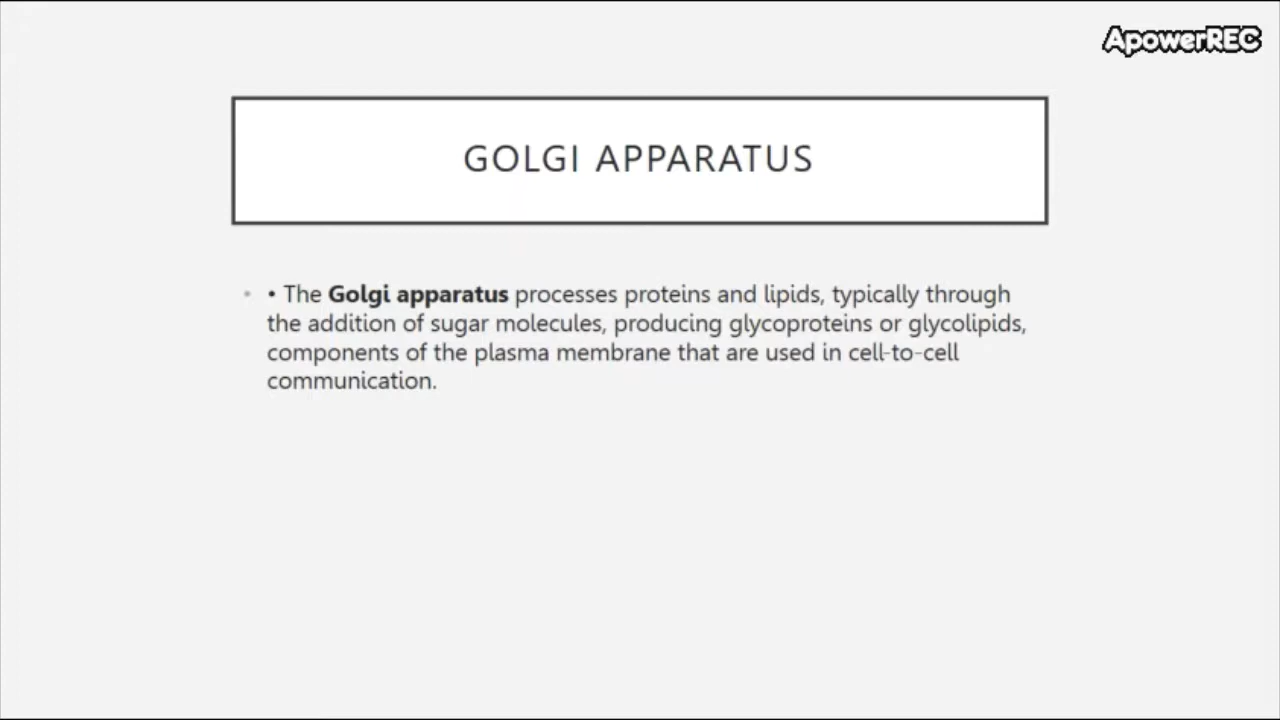 ApowerREC
GOLGI APPARATUS
• • The Golgi apparatus processes proteins and lipids, typically through
the addition of sugar molecules, producing glycoproteins or glycolipids,
components of the plasma membrane that are used in cell-to-cell
communication.